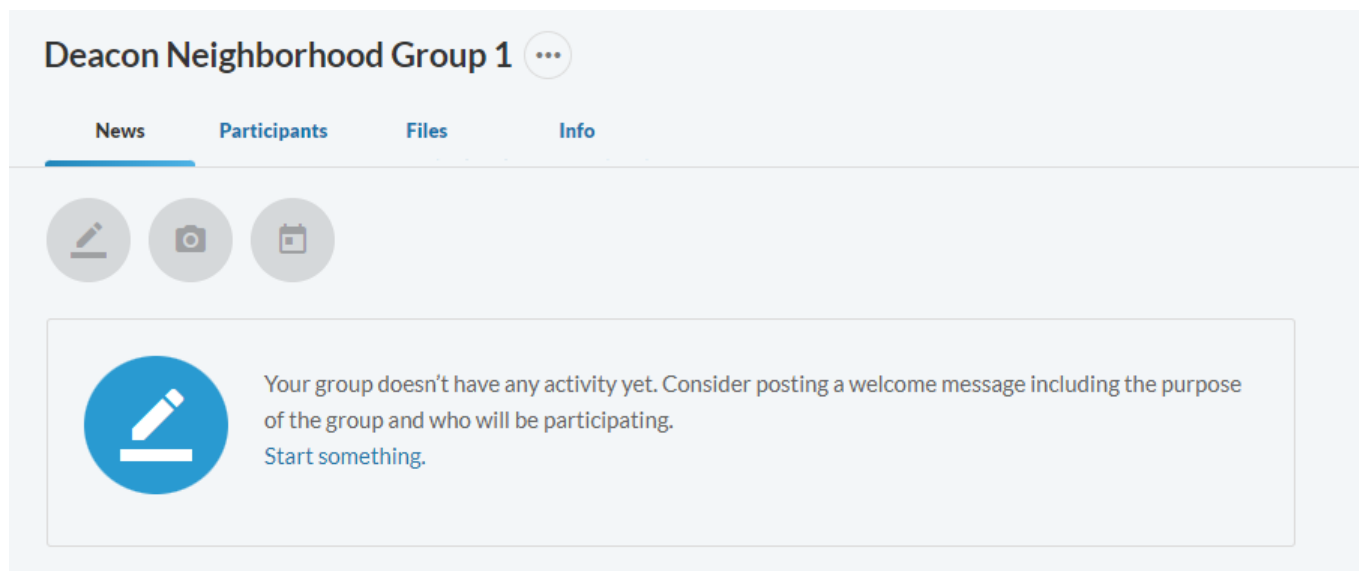 Deacon Neighborhood Group 1
News Participants Files Info
Your group doesn’t have any activity yet. Consider posting a welcome message including the purpose
of the group and who will be participating.
Start something.